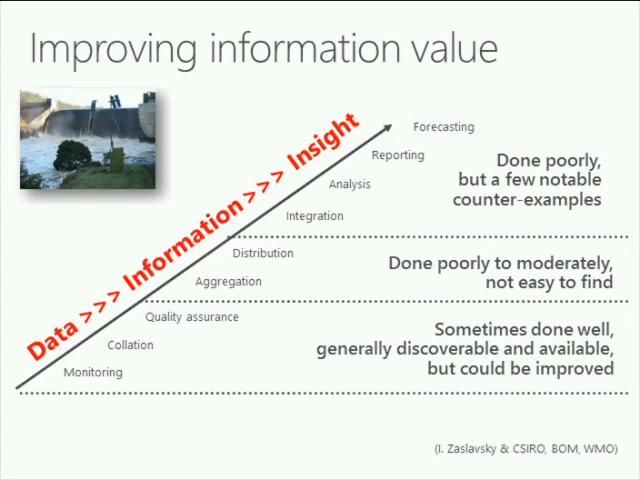 Improving information value
Data >>> Information >>> Insight
Forecasting
Reporting
Analysis
Integration
Done poorly,
but a few notable
counter-examples
Distribution
Aggregation
Done poorly to moderately,
not easy to find
Quality assurance
Collation
Monitoring
Sometimes done well,
generally discoverable and available,
but could be improved
(I. Zaslavsky & CSIRO, BOM, WMO)